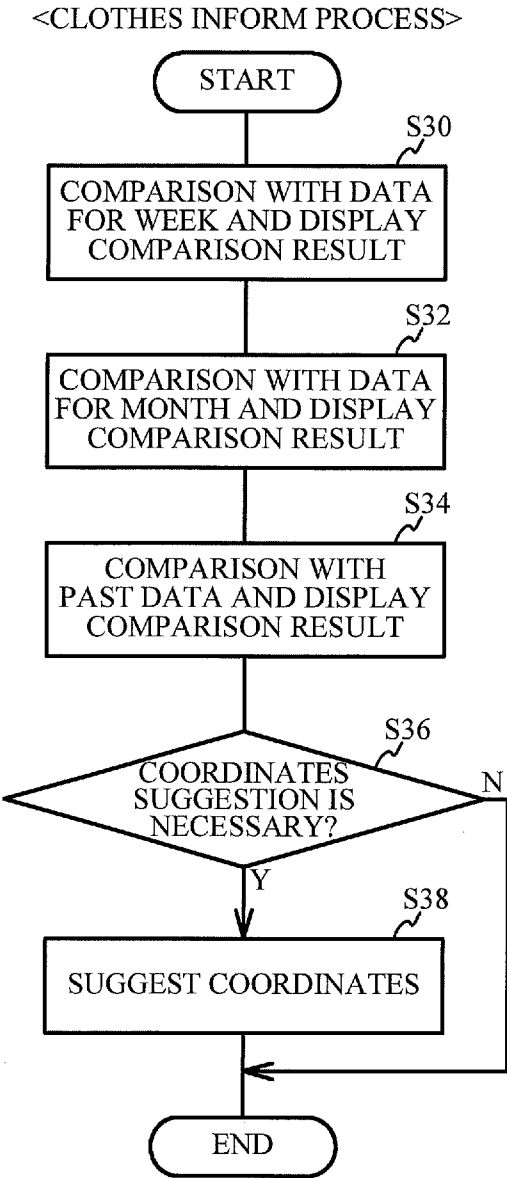 <CLOTHES INFORM PROCESS>
START
S30
COMPARISON WITH DATA
FOR WEEK AND DISPLAY
COMPARISON RESULT
S32
COMPARISON WITH DATA
FOR MONTH AND DISPLAY
COMPARISON RESULT
S34
COMPARISON WITH
PAST DATA AND DISPLAY
COMPARISON RESULT
S36
COORDINATES
SUGGESTION IS
NECESSARY?
N
Y
S38
SUGGEST COORDINATES
END